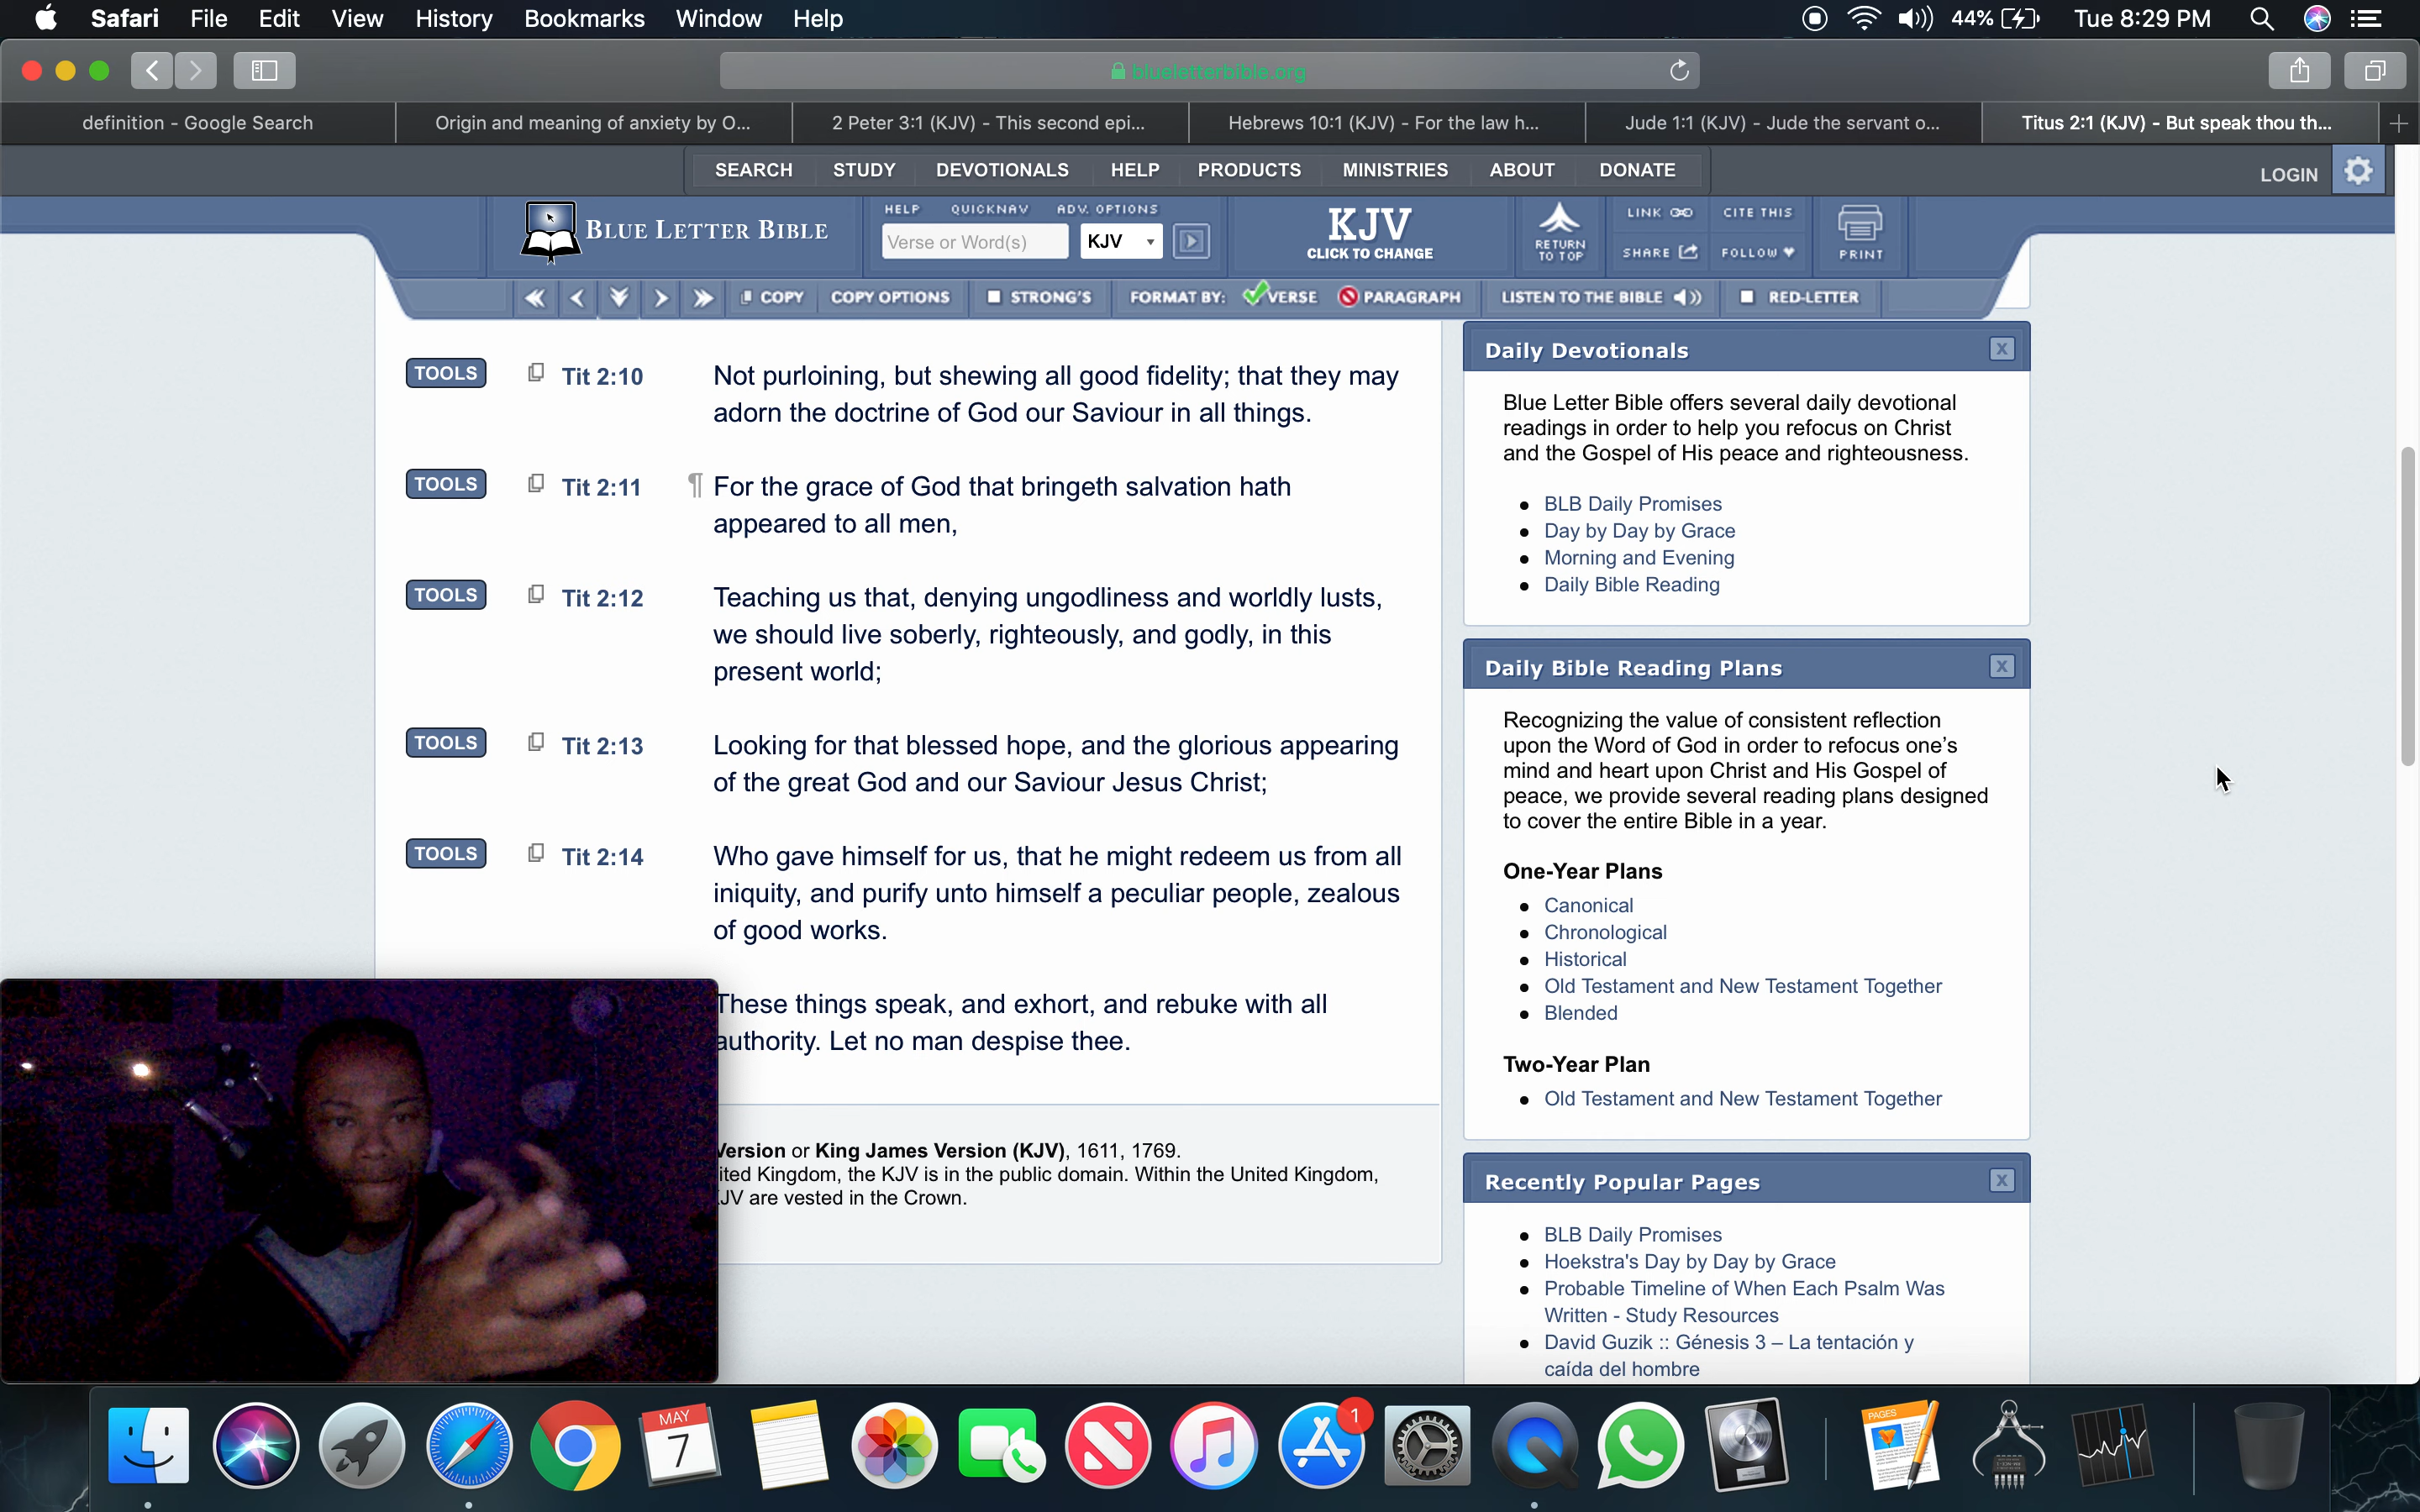 Safari File Edit View History Bookmarks Window Help 44% Tue 8:29 PM
blueletterbible.org
definition - Google Search Origin and meaning of anxiety by O... 2 Peter 3:1 (KJV) - This second epi... Hebrews 10:1 (KJV) - For the law h... Jude 1:1 (KJV) - Jude the servant o... Titus 2:1 (KJV) - But speak thou th...
SEARCH STUDY DEVOTIONALS HELP PRODUCTS MINISTRIES ABOUT DONATE LOGIN
HELP QUICKNAV ADV. OPTIONS
BLUE LETTER BIBLE
Verse or Word(s) KJV
KJV
CLICK TO CHANGE
RETURN
TO TOP
LINK CITE THIS
SHARE FOLLOW
PRINT
COPY COPY OPTIONS STRONG'S FORMAT BY: VERSE PARAGRAPH LISTEN TO THE BIBLE RED-LETTER
TOOLS Tit 2:10 Not purloining, but shewing all good fidelity; that they may
adorn the doctrine of God our Saviour in all things.
TOOLS Tit 2:11 ¶ For the grace of God that bringeth salvation hath
appeared to all men,
TOOLS Tit 2:12 Teaching us that, denying ungodliness and worldly lusts,
we should live soberly, righteously, and godly, in this
present world;
TOOLS Tit 2:13 Looking for that blessed hope, and the glorious appearing
of the great God and our Saviour Jesus Christ;
TOOLS Tit 2:14 Who gave himself for us, that he might redeem us from all
iniquity, and purify unto himself a peculiar people, zealous
of good works.
These things speak, and exhort, and rebuke with all
authority. Let no man despise thee.
Version or King James Version (KJV), 1611, 1769.
ited Kingdom, the KJV is in the public domain. Within the United Kingdom,
KJV are vested in the Crown.
Daily Devotionals X
Blue Letter Bible offers several daily devotional
readings in order to help you refocus on Christ
and the Gospel of His peace and righteousness.
BLB Daily Promises
Day by Day by Grace
Morning and Evening
Daily Bible Reading
Daily Bible Reading Plans X
Recognizing the value of consistent reflection
upon the Word of God in order to refocus one's
mind and heart upon Christ and His Gospel of
peace, we provide several reading plans designed
to cover the entire Bible in a year.
One-Year Plans
Canonical
Chronological
Historical
Old Testament and New Testament Together
Blended
Two-Year Plan
Old Testament and New Testament Together
Recently Popular Pages X
BLB Daily Promises
Hoekstra's Day by Day by Grace
Probable Timeline of When Each Psalm Was
Written - Study Resources
David Guzik :: Génesis 3 – La tentación y
caída del hombre
MAY
7
1
PAGES